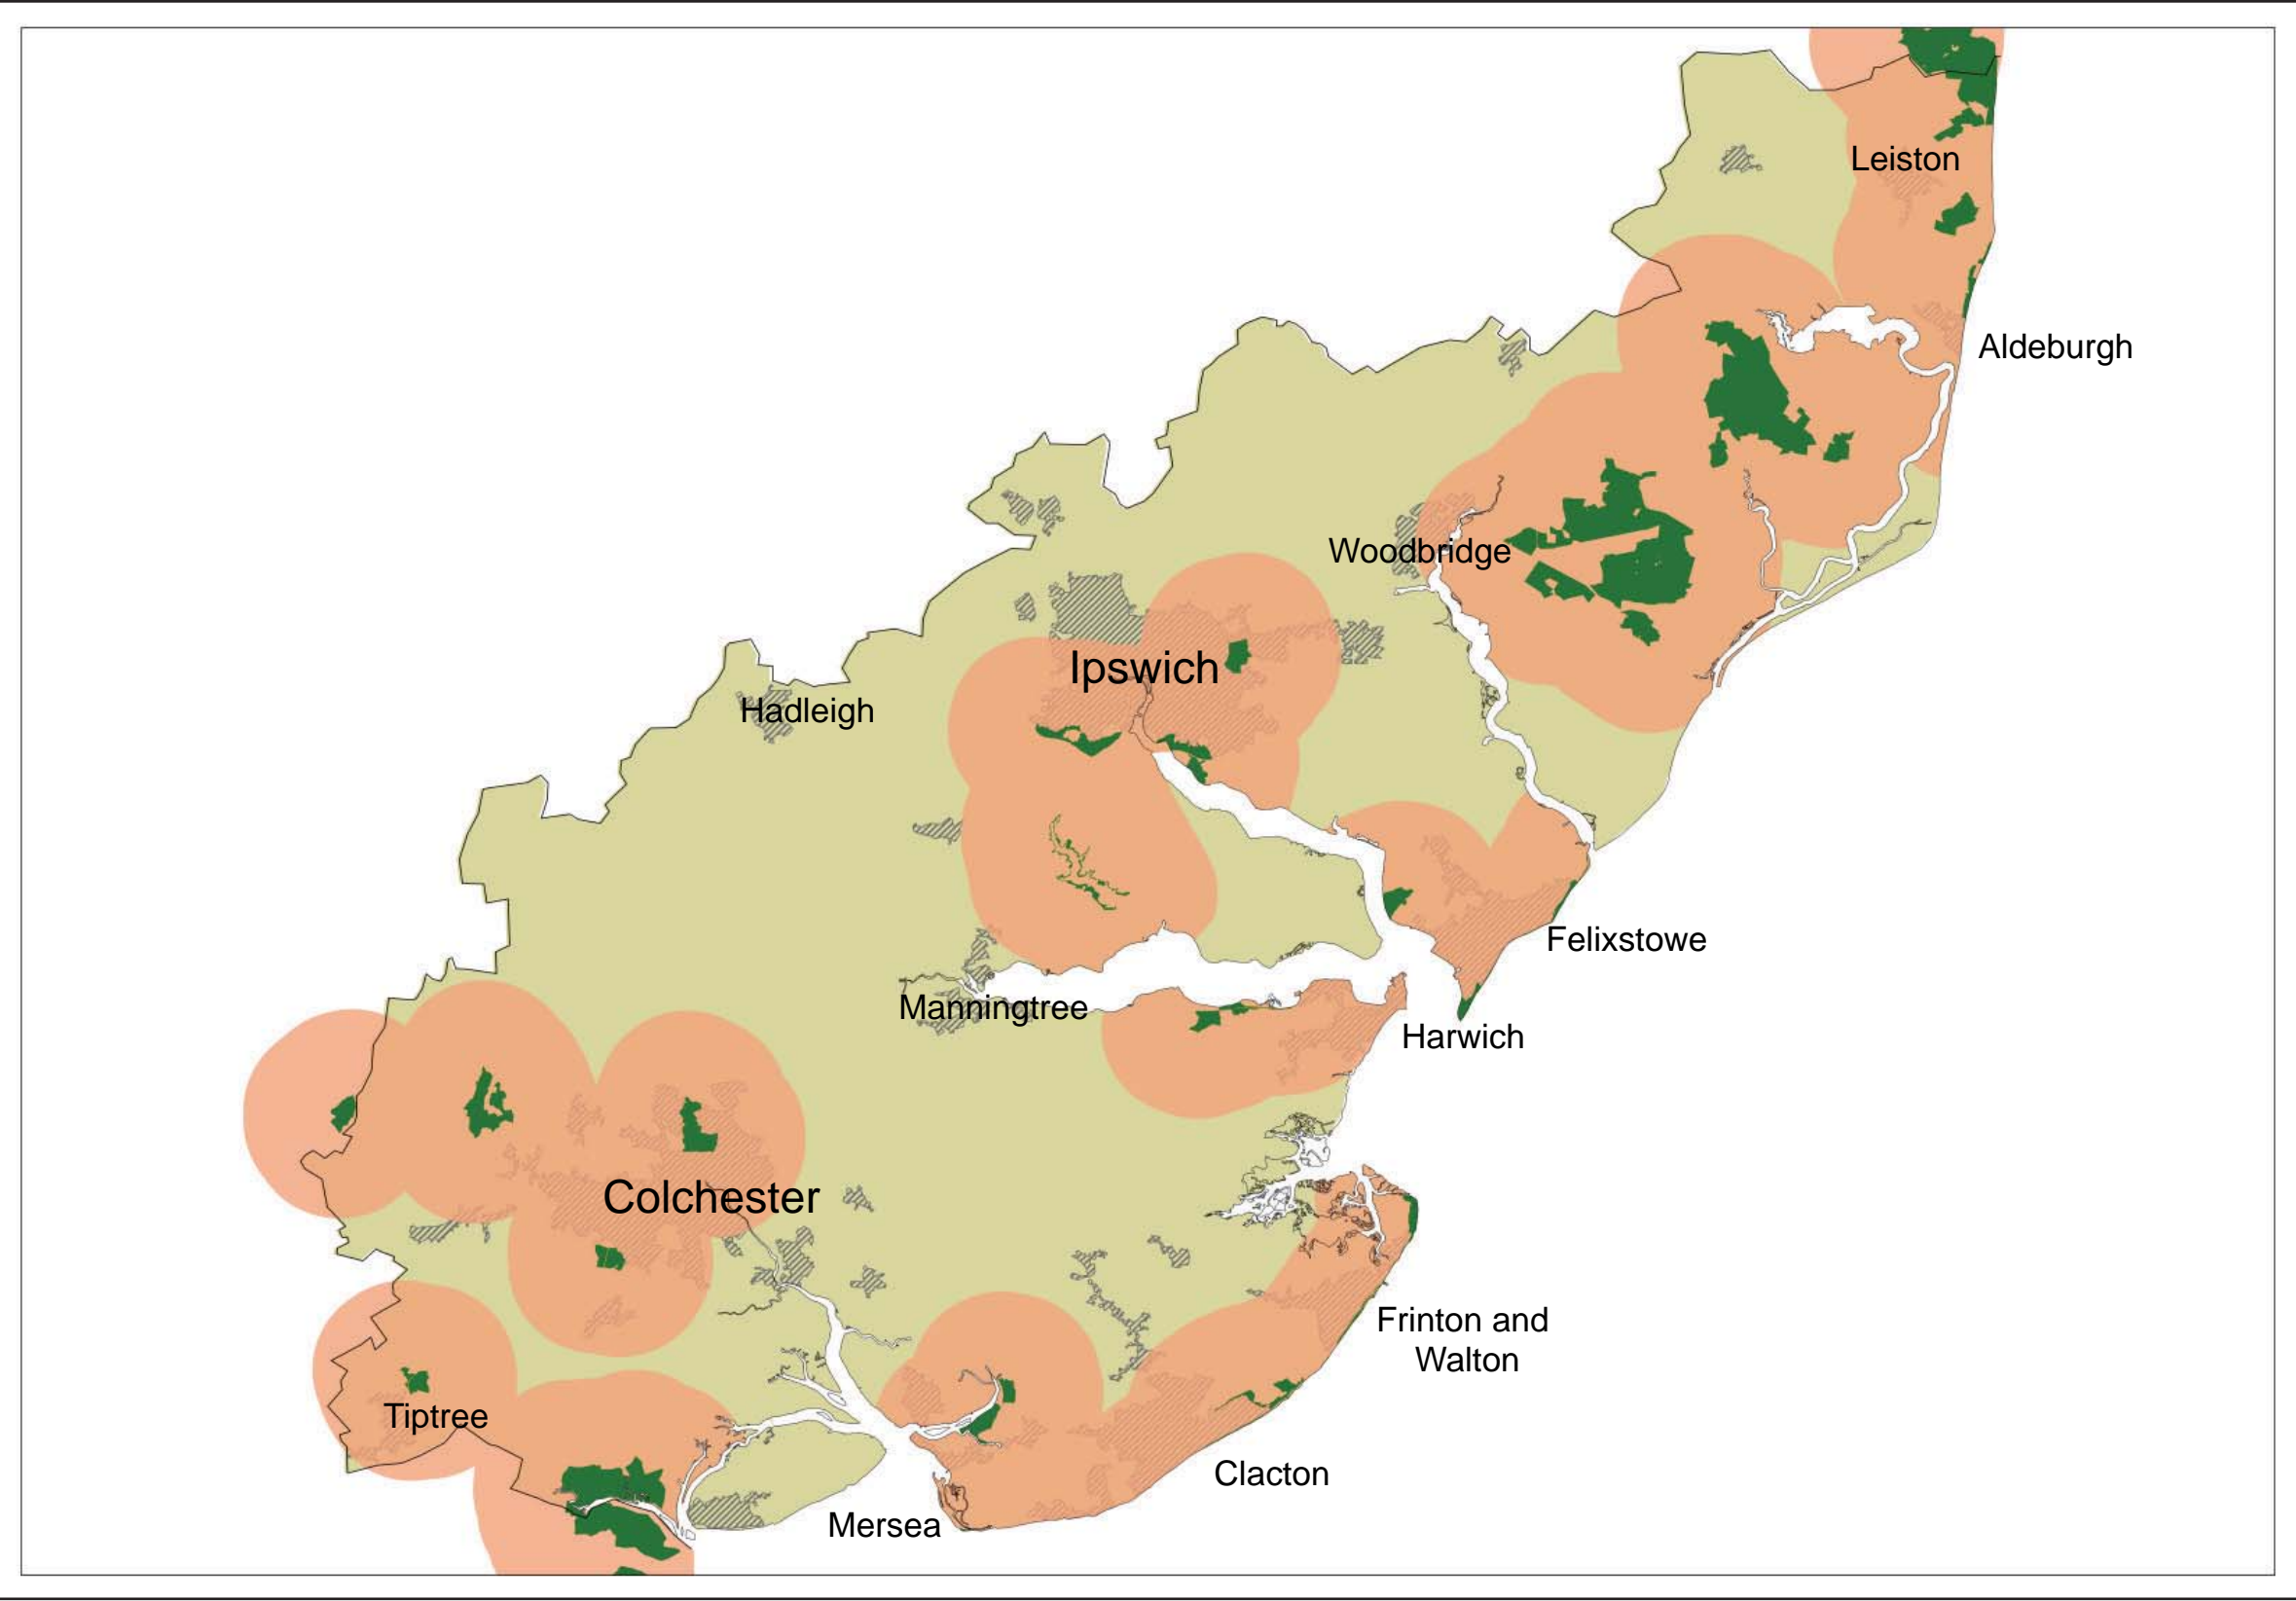 Leiston
Aldeburgh
Woodbridge
Ipswich
Hadleigh
Felixstowe
Manningtree
Harwich
Colchester
Frinton and
Walton
Tiptree
Clacton
Mersea